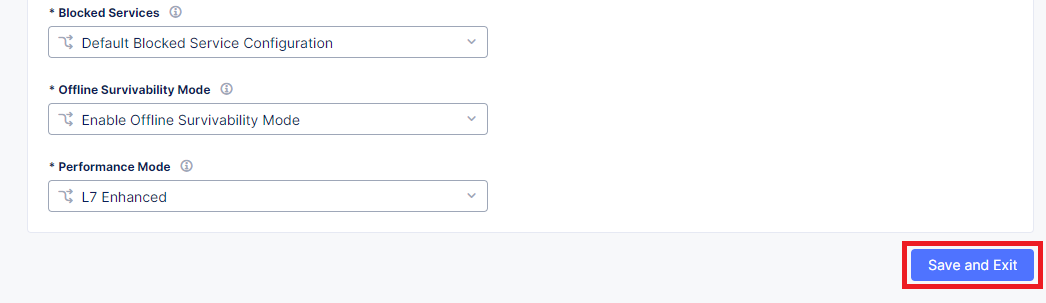 * Blocked Services
Default Blocked Service Configuration
* Offline Survivability Mode
Enable Offline Survivability Mode
* Performance Mode
L7 Enhanced
Save and Exit